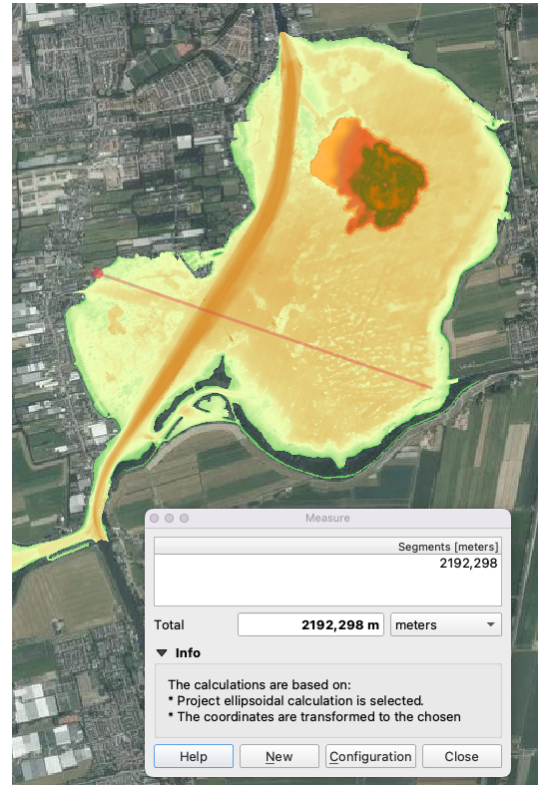 Measure
Segments [meters]
2192,298
Total 2192,298 m meters
Info
The calculations are based on:
* Project ellipsoidal calculation is selected.
* The coordinates are transformed to the chosen
Help New Configuration Close